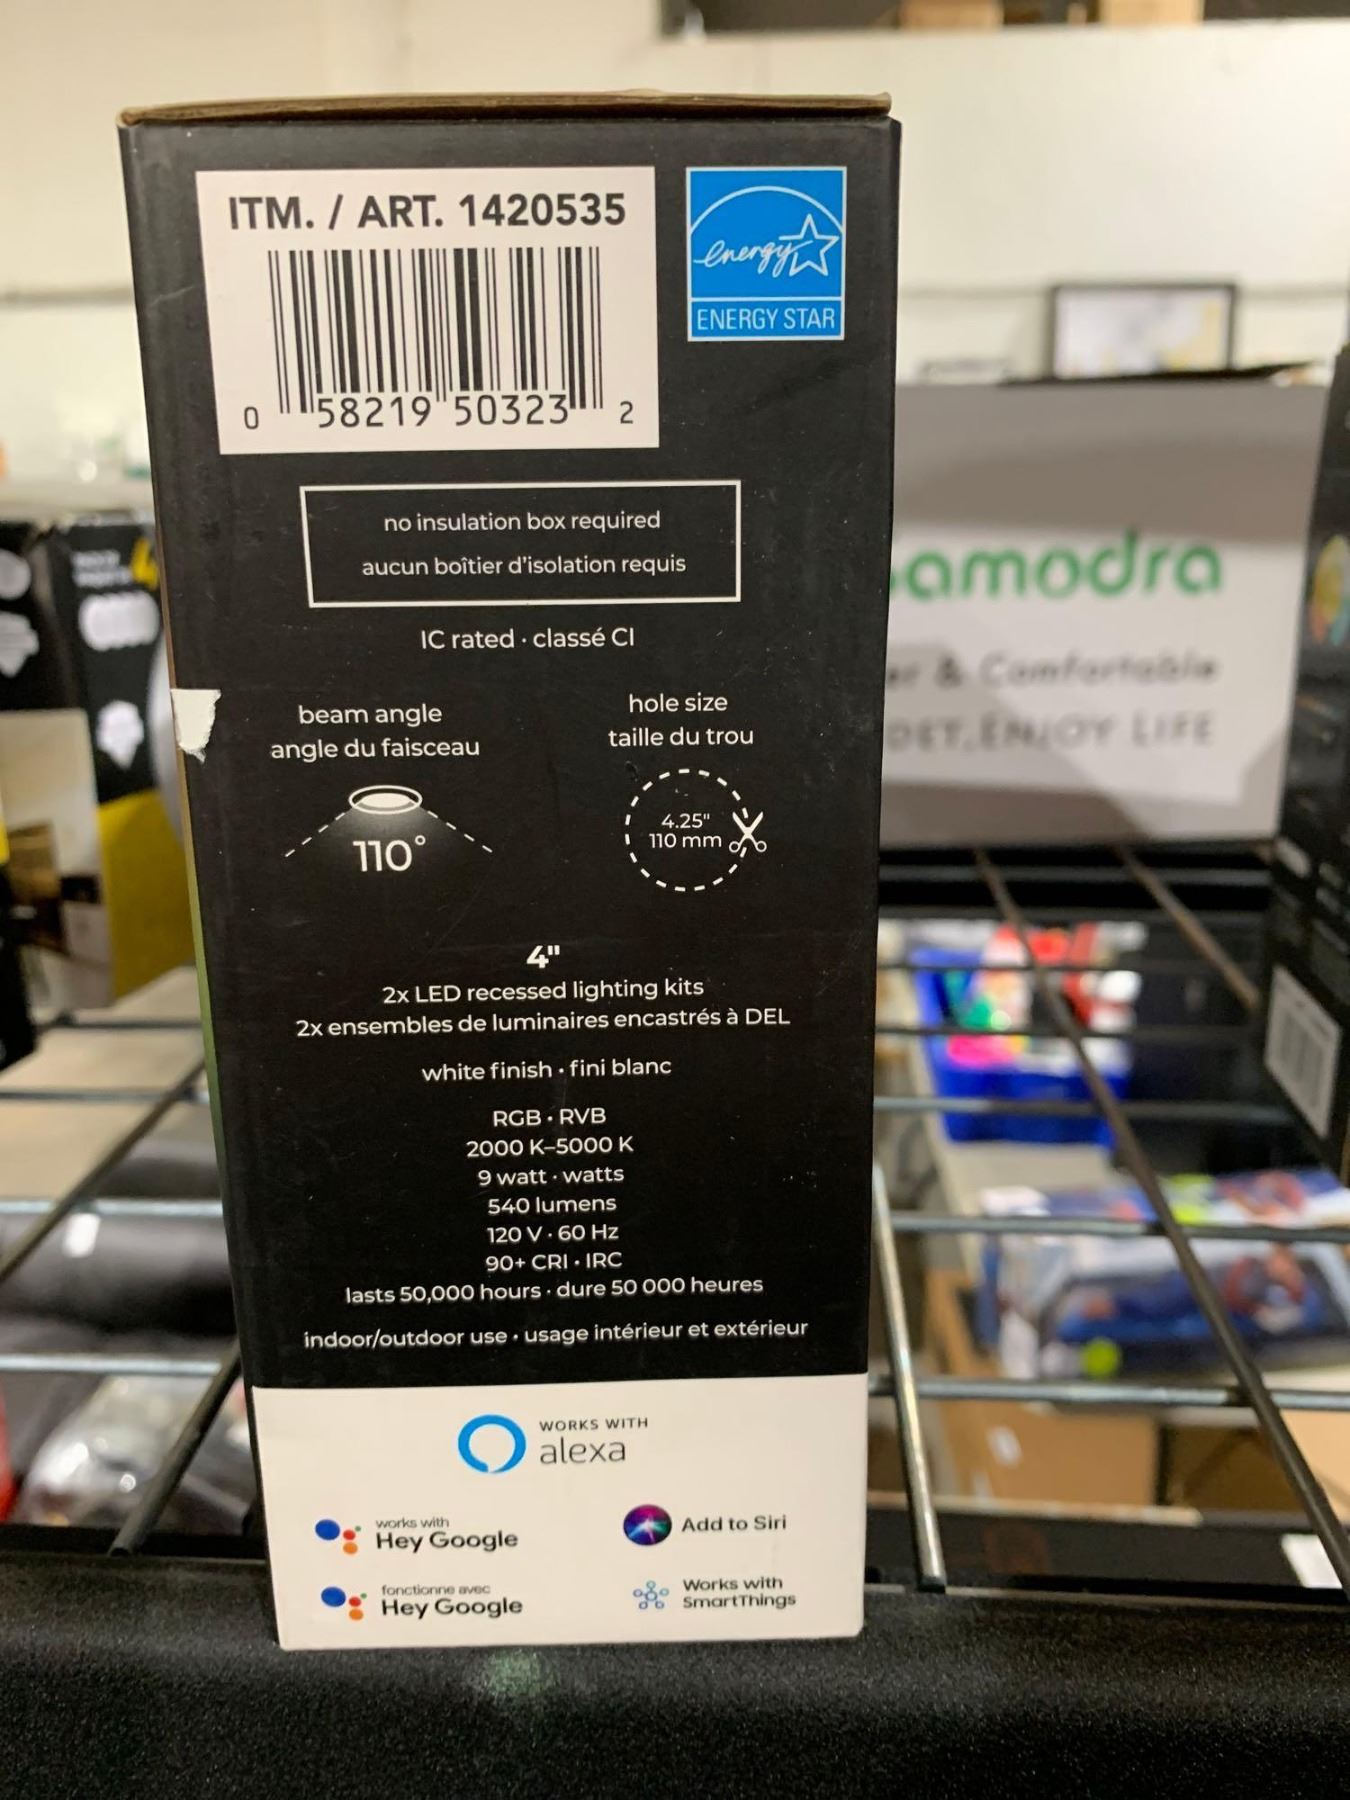 ITM. / ART. 1420535
energy
ENERGY STAR
0 58219 50323 2
no insulation box required
aucun boîtier d'isolation requis
IC rated · classé CI
beam angle
angle du faisceau
110°
hole size
taille du trou
4.25"
110 mm
4"
2x LED recessed lighting kits
2x ensembles de luminaires encastrés à DEL
white finish · fini blanc
RGB · RVB
2000 K–5000 K
9 watt · watts
540 lumens
120 V · 60 Hz
90+ CRI · IRC
lasts 50,000 hours · dure 50 000 heures
indoor/outdoor use · usage intérieur et extérieur
WORKS WITH
alexa
works with
Hey Google
Add to Siri
fonctionne avec
Hey Google
Works with
SmartThings
amodra
& Comfortable
ENJOY LIFE